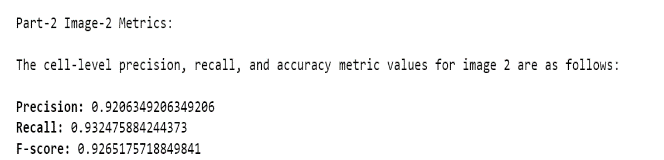 Part-2 Image-2 Metrics:
The cell-level precision, recall, and accuracy metric values for image 2 are as follows:
Precision: 0.9206349206349206
Recall: 0.932475884244373
F-score: 0.9265175718849841